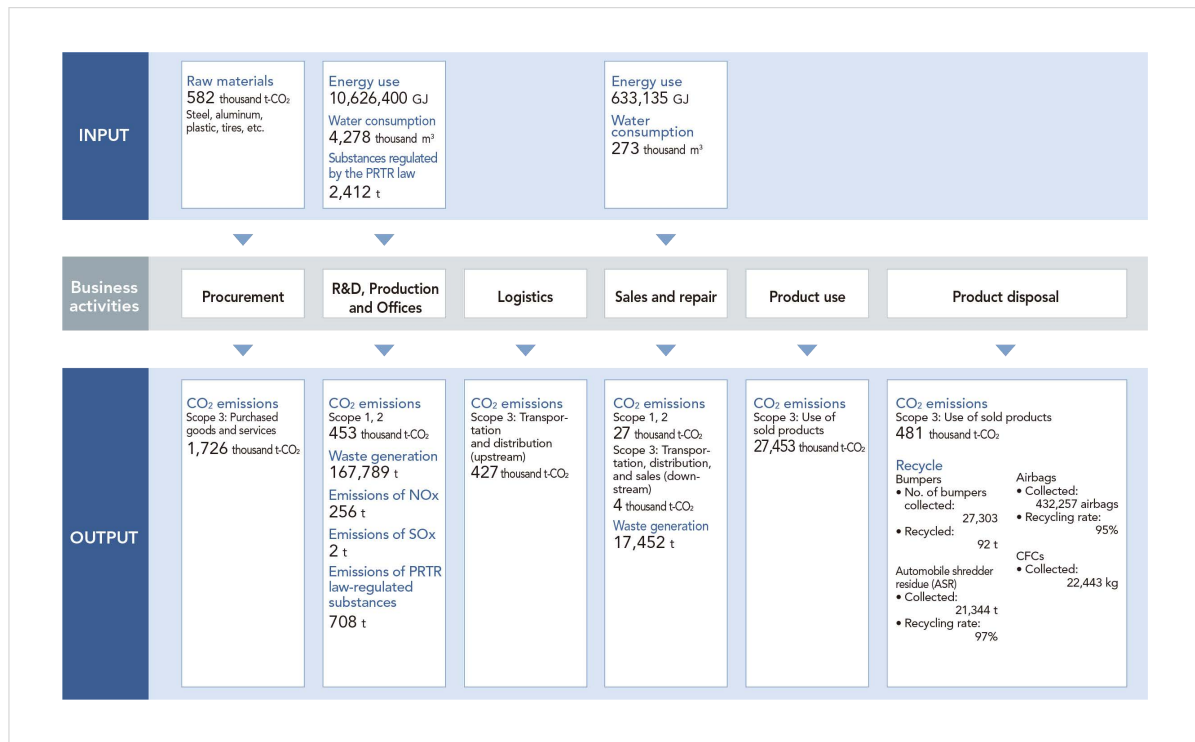 INPUT
Raw materials
582 thousand t-CO₂
Steel, aluminum,
plastic, tires, etc.
Energy use
10,626,400 GJ
Water consumption
4,278 thousand m³
Substances regulated
by the PRTR law
2,412 t
Energy use
633,135 GJ
Water
consumption
273 thousand m³
Business
activities
Procurement
R&D, Production
and Offices
Logistics
Sales and repair
Product use
Product disposal
OUTPUT
CO₂ emissions
Scope 3: Purchased
goods and services
1,726 thousand t-CO₂
CO₂ emissions
Scope 1, 2
453 thousand t-CO₂
Waste generation
167,789 t
Emissions of NOx
256 t
Emissions of SOx
2 t
Emissions of PRTR
law-regulated
substances
708 t
CO₂ emissions
Scope 3: Transpor-
tation
and distribution
(upstream)
427 thousand t-CO₂
CO₂ emissions
Scope 1, 2
27 thousand t-CO₂
Scope 3: Transpor-
tation, distribution,
and sales (down-
stream)
4 thousand t-CO₂
Waste generation
17,452 t
CO₂ emissions
Scope 3: Use of
sold products
27,453 thousand t-CO₂
CO₂ emissions
Scope 3: Use of sold products
481 thousand t-CO₂
Recycle
Bumpers
• No. of bumpers
collected:
27,303
• Recycled:
92 t
Automobile shredder
residue (ASR)
• Collected:
21,344 t
• Recycling rate:
97%
Airbags
• Collected:
432,257 airbags
• Recycling rate:
95%
CFCs
• Collected:
22,443 kg